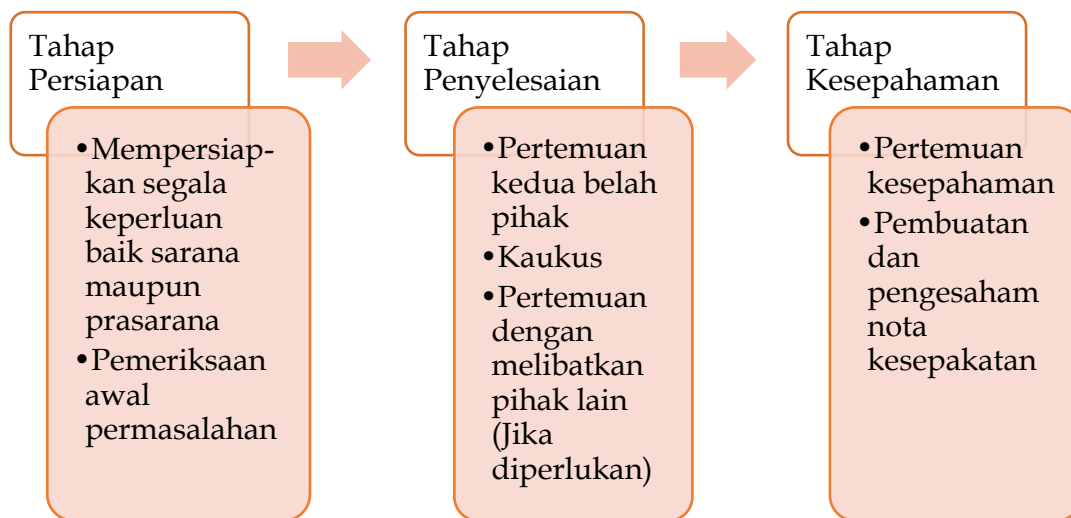 Tahap
Persiapan
•Mempersiap-
kan segala
keperluan
baik sarana
maupun
prasarana
•Pemeriksaan
awal
permasalahan
Tahap
Penyelesaian
•Pertemuan
kedua belah
pihak
•Kaukus
•Pertemuan
dengan
melibatkan
pihak lain
(Jika
diperlukan)
Tahap
Kesepahaman
•Pertemuan
kesepahaman
•Pembuatan
dan
pengesaham
nota
kesepakatan